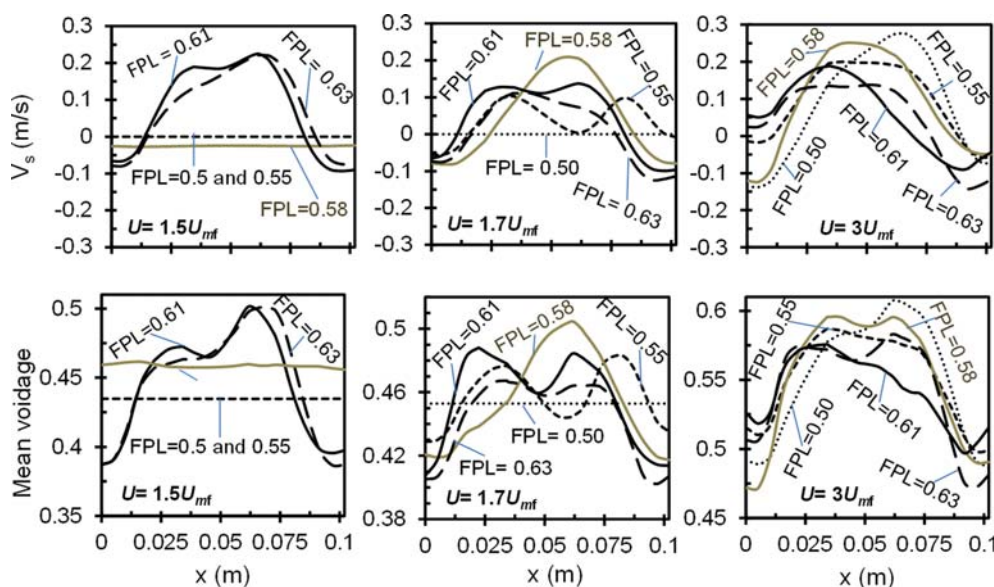 0.3
0.2
0.1
0
-0.1
-0.2
-0.3
V_s (m/s)
FPL= 0.61
FPL=0.63
FPL=0.5 and 0.55
FPL=0.58
U= 1.5U_mf
0.3
0.2
0.1
0
-0.1
-0.2
-0.3
FPL=0.61
FPL=0.58
FPL=0.55
FPL=0.50
FPL= 0.63
U= 1.7U_mf
0.3
0.2
0.1
0
-0.1
-0.2
-0.3
FPL=0.58
FPL=0.55
FPL=0.50
FPL=0.61
FPL=0.63
U= 3U_mf
0.5
0.45
0.4
0.35
Mean voidage
FPL=0.61
FPL=0.63
FPL=0.5 and 0.55
U= 1.5U_mf
0 0.025 0.05 0.075 0.1
x (m)
0.5
0.46
0.42
0.38
FPL=0.61
FPL=0.58
FPL=0.55
FPL= 0.50
FPL= 0.63
U= 1.7U_mf
0 0.025 0.05 0.075 0.1
x (m)
0.6
0.55
0.5
0.45
FPL=0.55
FPL=0.58
FPL=0.50
FPL=0.61
FPL=0.63
U= 3U_mf
0 0.025 0.05 0.075 0.1
x (m)